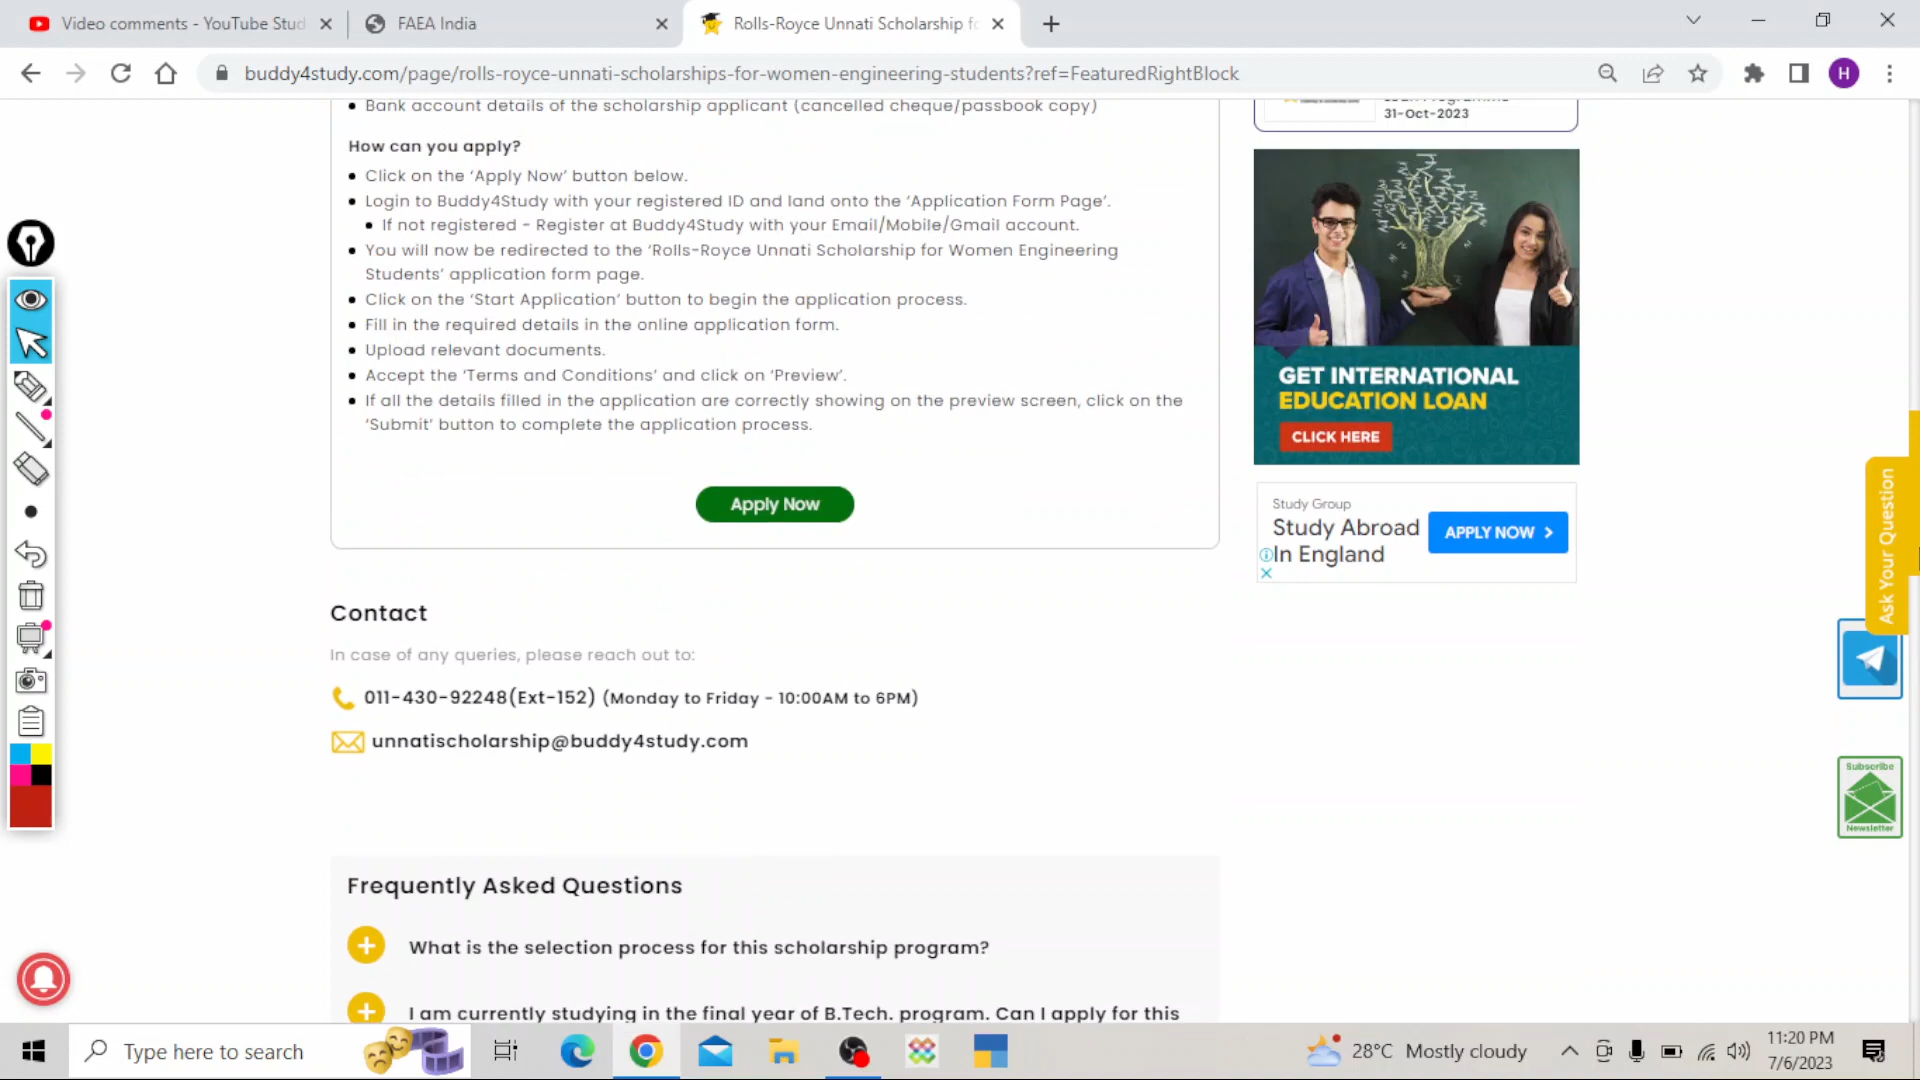 Video comments - YouTube Stud
FAEA India
Rolls-Royce Unnati Scholarship fo
buddy4study.com/page/rolls-royce-unnati-scholarships-for-women-engineering-students?ref=FeaturedRightBlock
H
• Bank account details of the scholarship applicant (cancelled cheque/passbook copy)
How can you apply?
• Click on the ‘Apply Now’ button below.
• Login to Buddy4Study with your registered ID and land onto the ‘Application Form Page’.
• If not registered - Register at Buddy4Study with your Email/Mobile/Gmail account.
• You will now be redirected to the ‘Rolls-Royce Unnati Scholarship for Women Engineering
Students’ application form page.
• Click on the ‘Start Application’ button to begin the application process.
• Fill in the required details in the online application form.
• Upload relevant documents.
• Accept the ‘Terms and Conditions’ and click on ‘Preview’.
• If all the details filled in the application are correctly showing on the preview screen, click on the
‘Submit’ button to complete the application process.
Apply Now
31-Oct-2023
GET INTERNATIONAL
EDUCATION LOAN
CLICK HERE
Study Group
Study Abroad
In England
APPLY NOW >
Ask Your Question
Subscribe
Newsletter
Contact
In case of any queries, please reach out to:
011-430-92248(Ext-152) (Monday to Friday - 10:00AM to 6PM)
unnatischolarship@buddy4study.com
Frequently Asked Questions
What is the selection process for this scholarship program?
I am currently studying in the final year of B.Tech. program. Can I apply for this
Type here to search
28°C Mostly cloudy
11:20 PM
7/6/2023